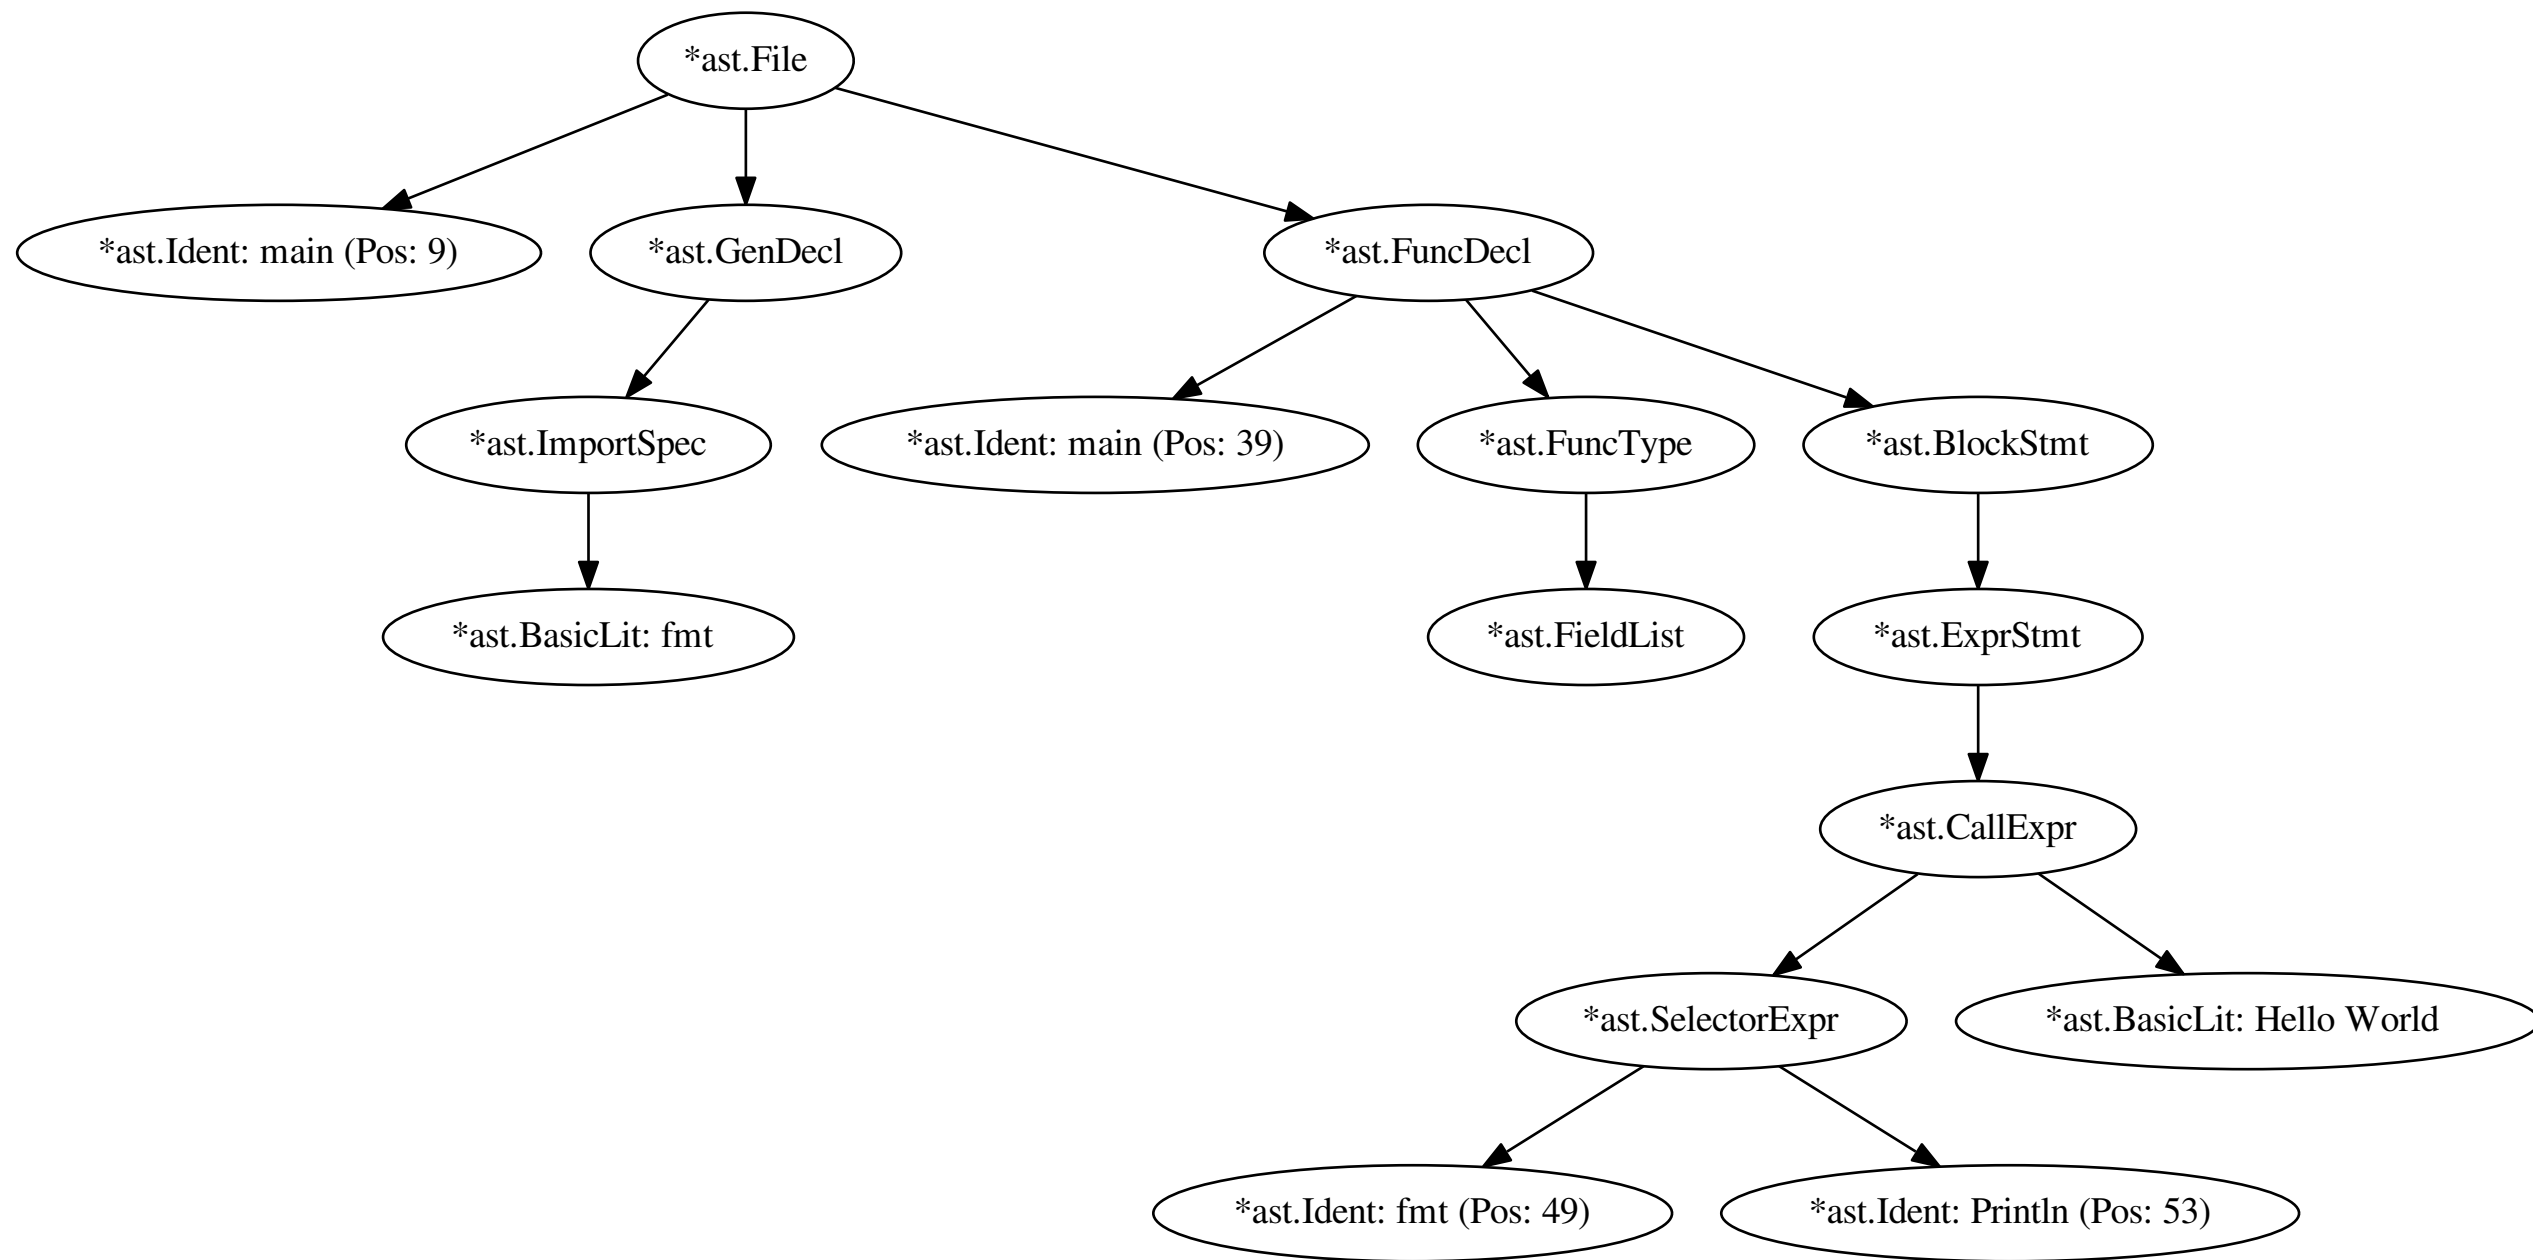 *ast.File
*ast.Ident: main (Pos: 9)
*ast.GenDecl
*ast.FuncDecl
*ast.ImportSpec
*ast.Ident: main (Pos: 39)
*ast.FuncType
*ast.BlockStmt
*ast.BasicLit: fmt
*ast.FieldList
*ast.ExprStmt
*ast.CallExpr
*ast.SelectorExpr
*ast.BasicLit: Hello World
*ast.Ident: fmt (Pos: 49)
*ast.Ident: Println (Pos: 53)